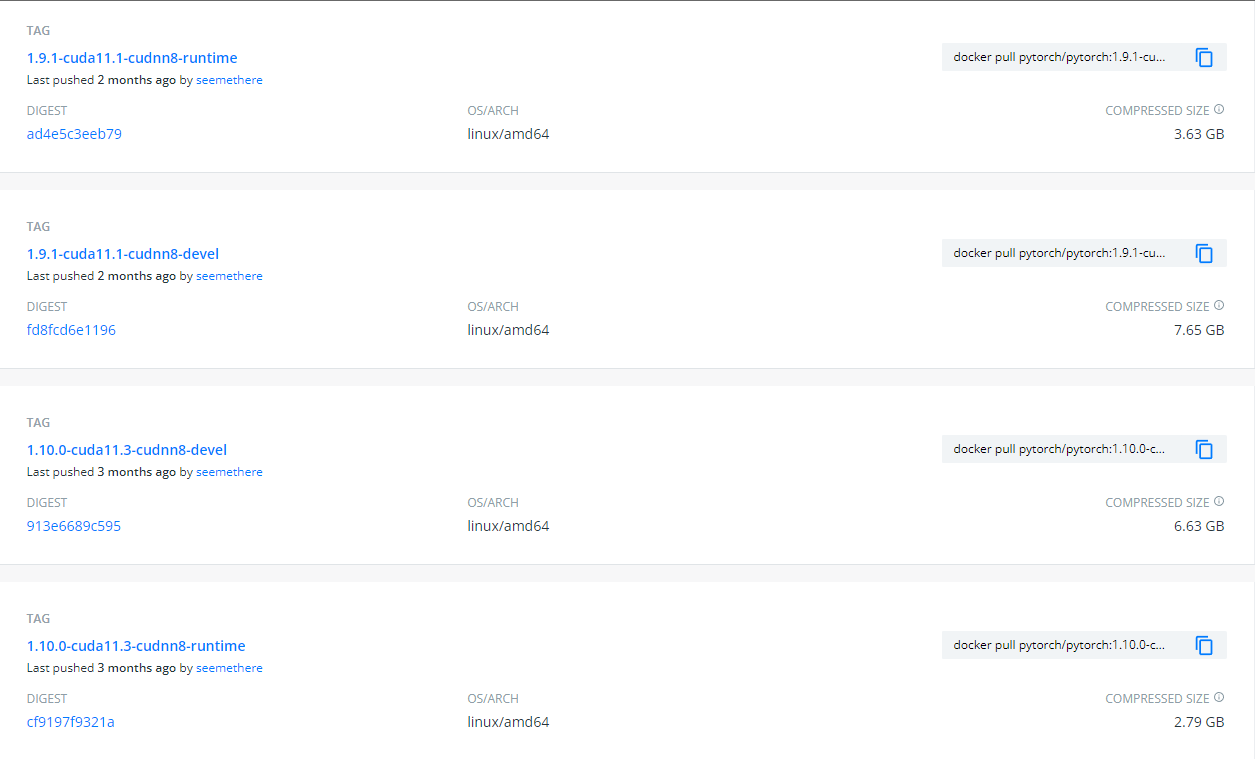 TAG
1.9.1-cuda11.1-cudnn8-runtime
docker pull pytorch/pytorch:1.9.1-cu...
Last pushed 2 months ago by seemethere
DIGEST OS/ARCH COMPRESSED SIZE
ad4e5c3eeb79 linux/amd64 3.63 GB
TAG
1.9.1-cuda11.1-cudnn8-devel
docker pull pytorch/pytorch:1.9.1-cu...
Last pushed 2 months ago by seemethere
DIGEST OS/ARCH COMPRESSED SIZE
fd8fcd6e1196 linux/amd64 7.65 GB
TAG
1.10.0-cuda11.3-cudnn8-devel
docker pull pytorch/pytorch:1.10.0-c...
Last pushed 3 months ago by seemethere
DIGEST OS/ARCH COMPRESSED SIZE
913e6689c595 linux/amd64 6.63 GB
TAG
1.10.0-cuda11.3-cudnn8-runtime
docker pull pytorch/pytorch:1.10.0-c...
Last pushed 3 months ago by seemethere
DIGEST OS/ARCH COMPRESSED SIZE
cf9197f9321a linux/amd64 2.79 GB